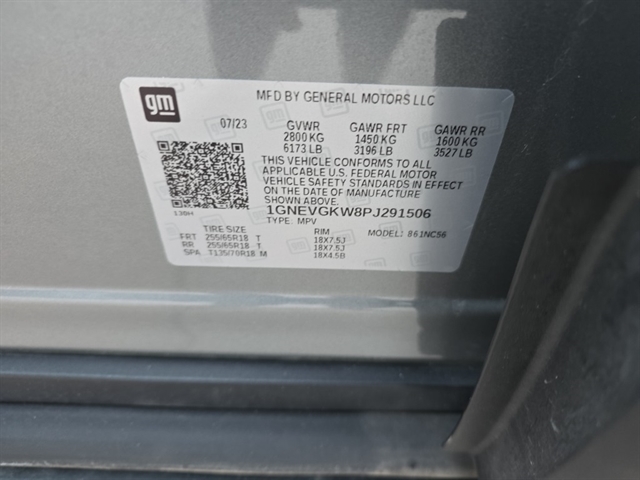 gm
MFD BY GENERAL MOTORS LLC
07/23 GVWR GAWR FRT GAWR RR
2800 KG 1450 KG 1600 KG
6173 LB 3196 LB 3527 LB
THIS VEHICLE CONFORMS TO ALL
APPLICABLE U.S. FEDERAL MOTOR
VEHICLE SAFETY STANDARDS IN EFFECT
ON THE DATE OF MANUFACTURE
SHOWN ABOVE.
1GNEVGKW8PJ291506
TYPE: MPV MODEL: 861NC56
130H
TIRE SIZE RIM
FRT 255/65R18 T 18X7.5J
RR 255/65R18 T 18X7.5J
SPA T135/70R18 M 18X4.5B